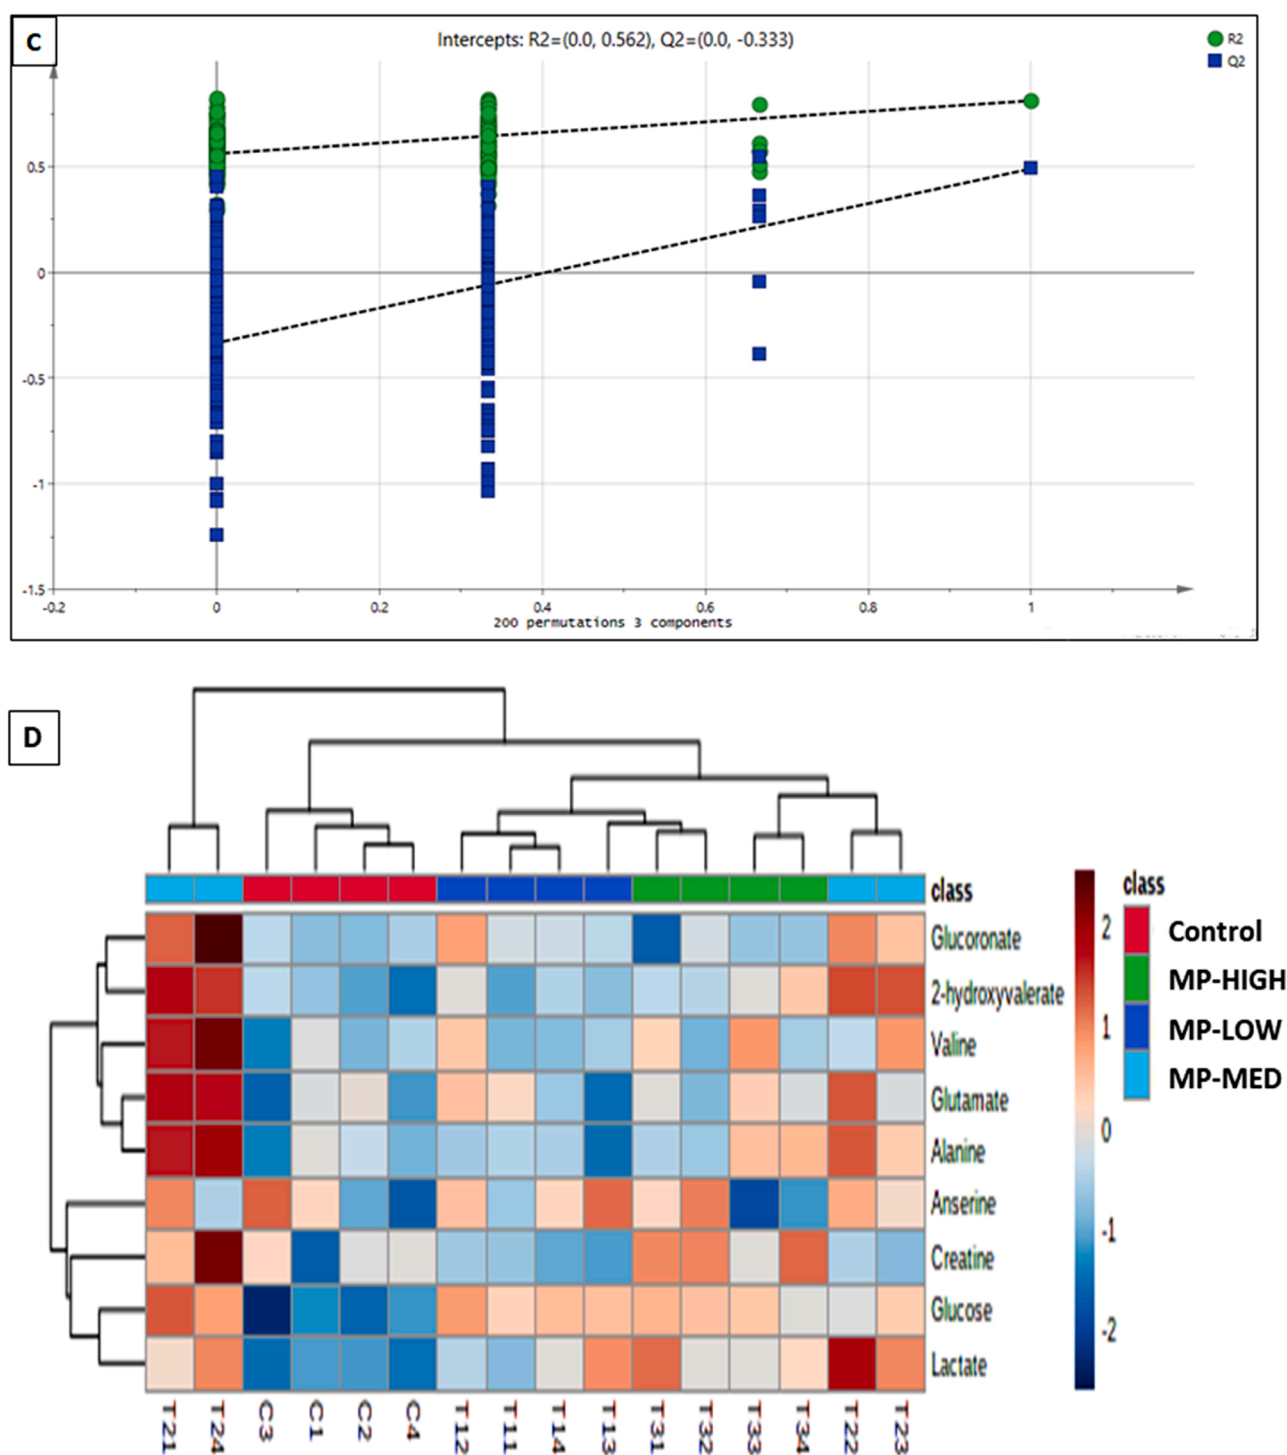 C
Intercepts: R2=(0.0, 0.562), Q2=(0.0, -0.333)
R2
Q2
0.5
0
-0.5
-1
-1.5
-0.2 0 0.2 0.4 0.6 0.8 1
200 permutations 3 components
D
class
Glucoronate
2-hydroxyvalerate
Valine
Glutamate
Alanine
Anserine
Creatine
Glucose
Lactate
T21 T24 C3 C1 C2 C4 T12 T11 T14 T13 T31 T32 T33 T34 T22 T23
2
1
0
-1
-2
class
Control
MP-HIGH
MP-LOW
MP-MED